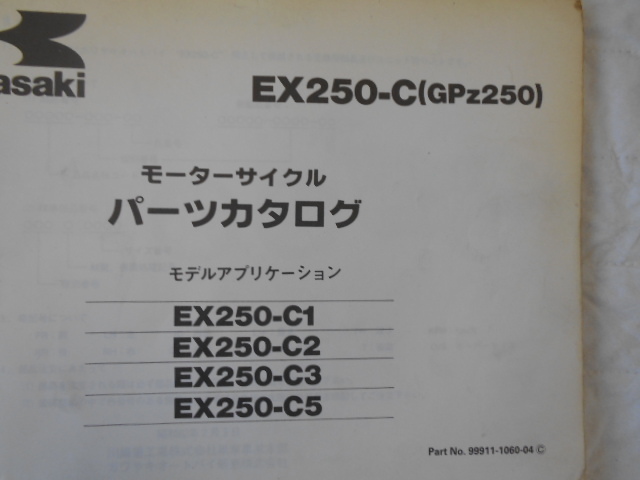 asaki
EX250-C(GPz250)
モーターサイクル
パーツカタログ
モデルアプリケーション
EX250-C1
EX250-C2
EX250-C3
EX250-C5
Part No. 99911-1060-04 ©